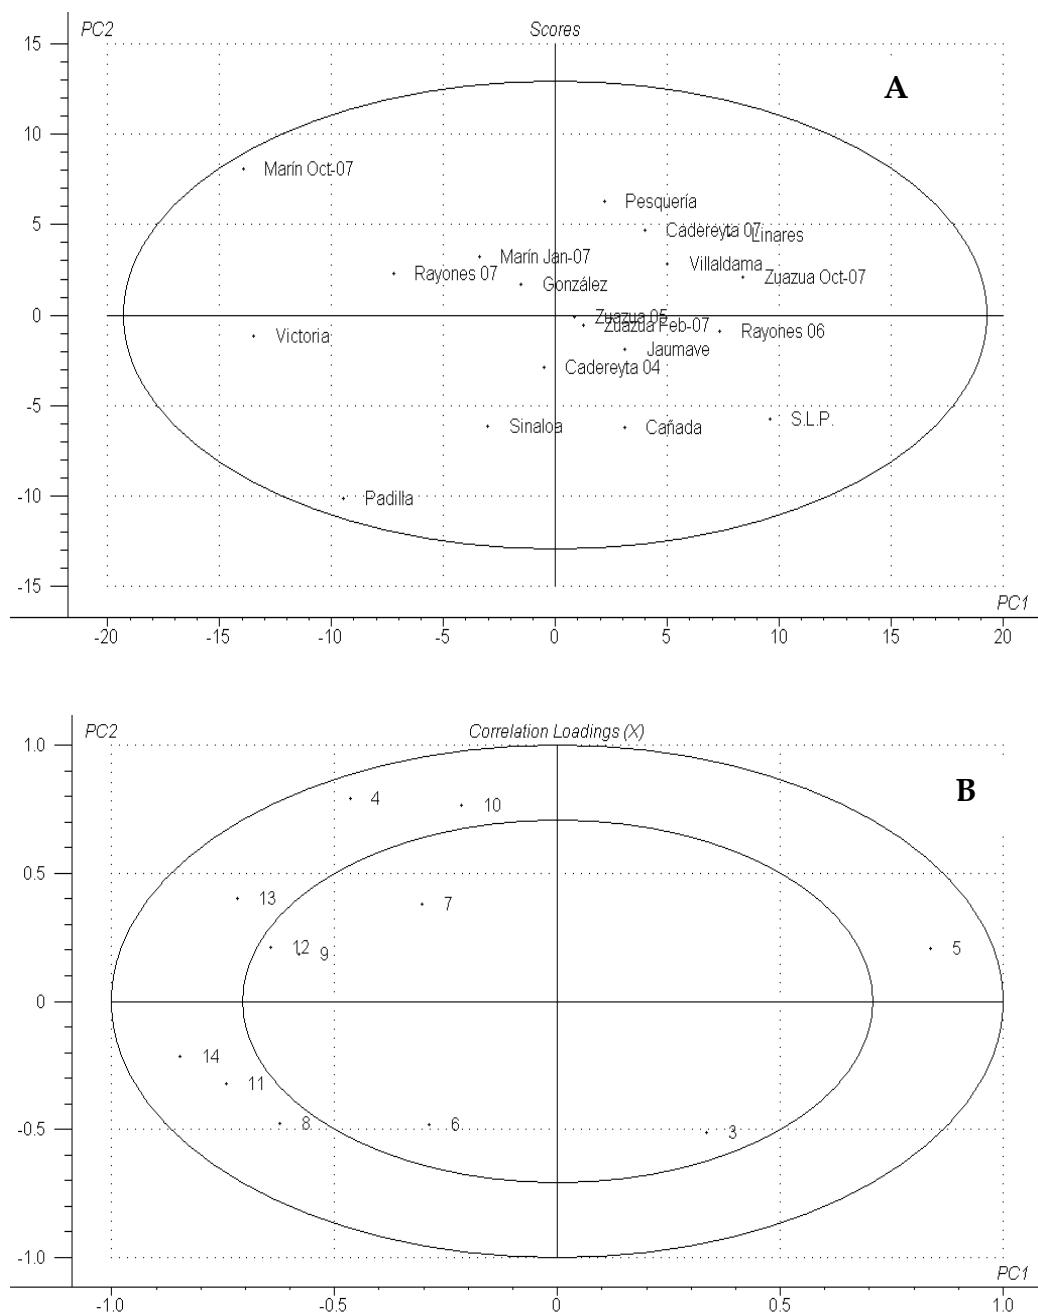 PC2
Scores
A
15
10
5
0
-5
-10
-15
Marín Oct-07
Pesquería
Cadereyta 07
Linares
Marín Jan-07
Villaldama
Rayones 07
Zuazua Oct-07
González
Zuazua 05
Zuazua Feb-07
Rayones 06
Victoria
Jaumave
Cadereyta 04
Sinaloa
Cañada
S.L.P.
Padilla
PC1
-20 -15 -10 -5 0 5 10 15 20
PC2
Correlation Loadings (X)
B
1.0
0.5
0
-0.5
-1.0
4
10
13
7
12
9
5
14
11
8
6
3
PC1
-1.0 -0.5 0 0.5 1.0